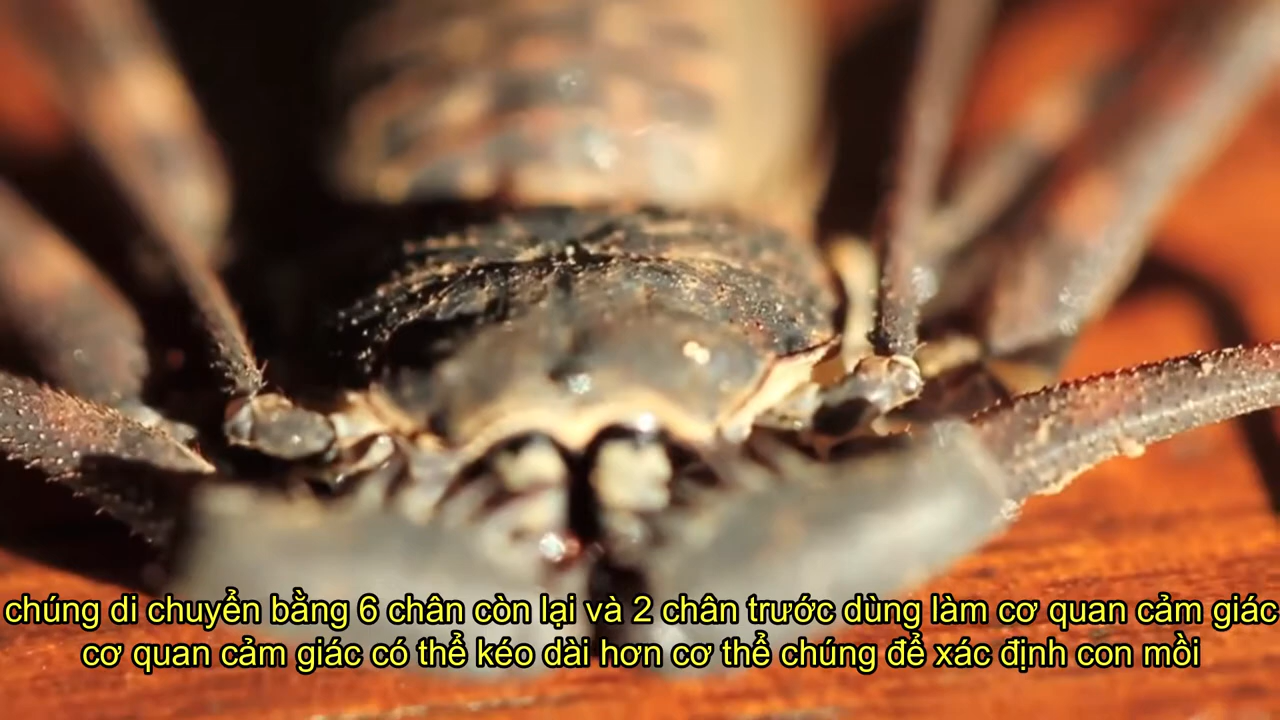 chúng di chuyển bằng 6 chân còn lại và 2 chân trước dùng làm cơ quan cảm giác
cơ quan cảm giác có thể kéo dài hơn cơ thể chúng để xác định con mồi